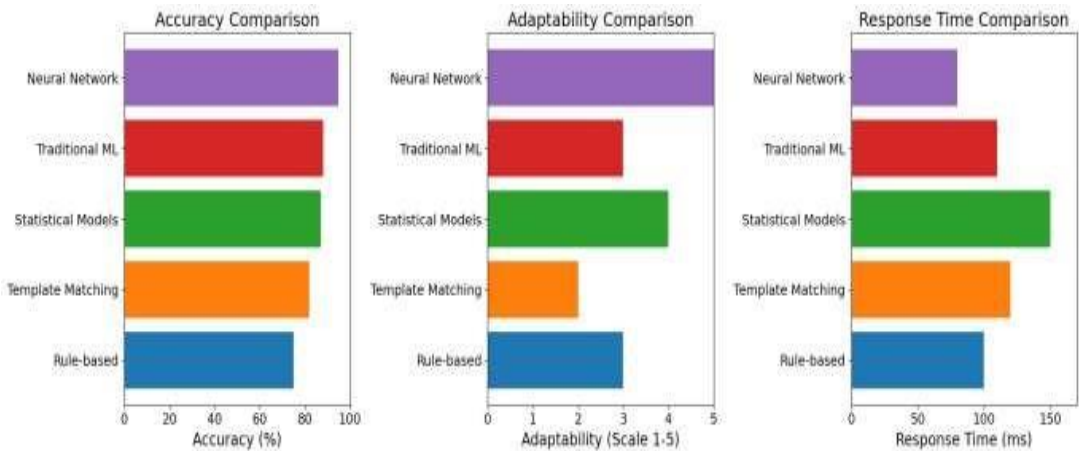 Accuracy Comparison
Neural Network
Traditional ML
Statistical Models
Template Matching
Rule-based
0 20 40 60 80 100
Accuracy (%)
Adaptability Comparison
Neural Network
Traditional ML
Statistical Models
Template Matching
Rule-based
0 1 2 3 4 5
Adaptability (Scale 1-5)
Response Time Comparison
Neural Network
Traditional ML
Statistical Models
Template Matching
Rule-based
0 50 100 150
Response Time (ms)